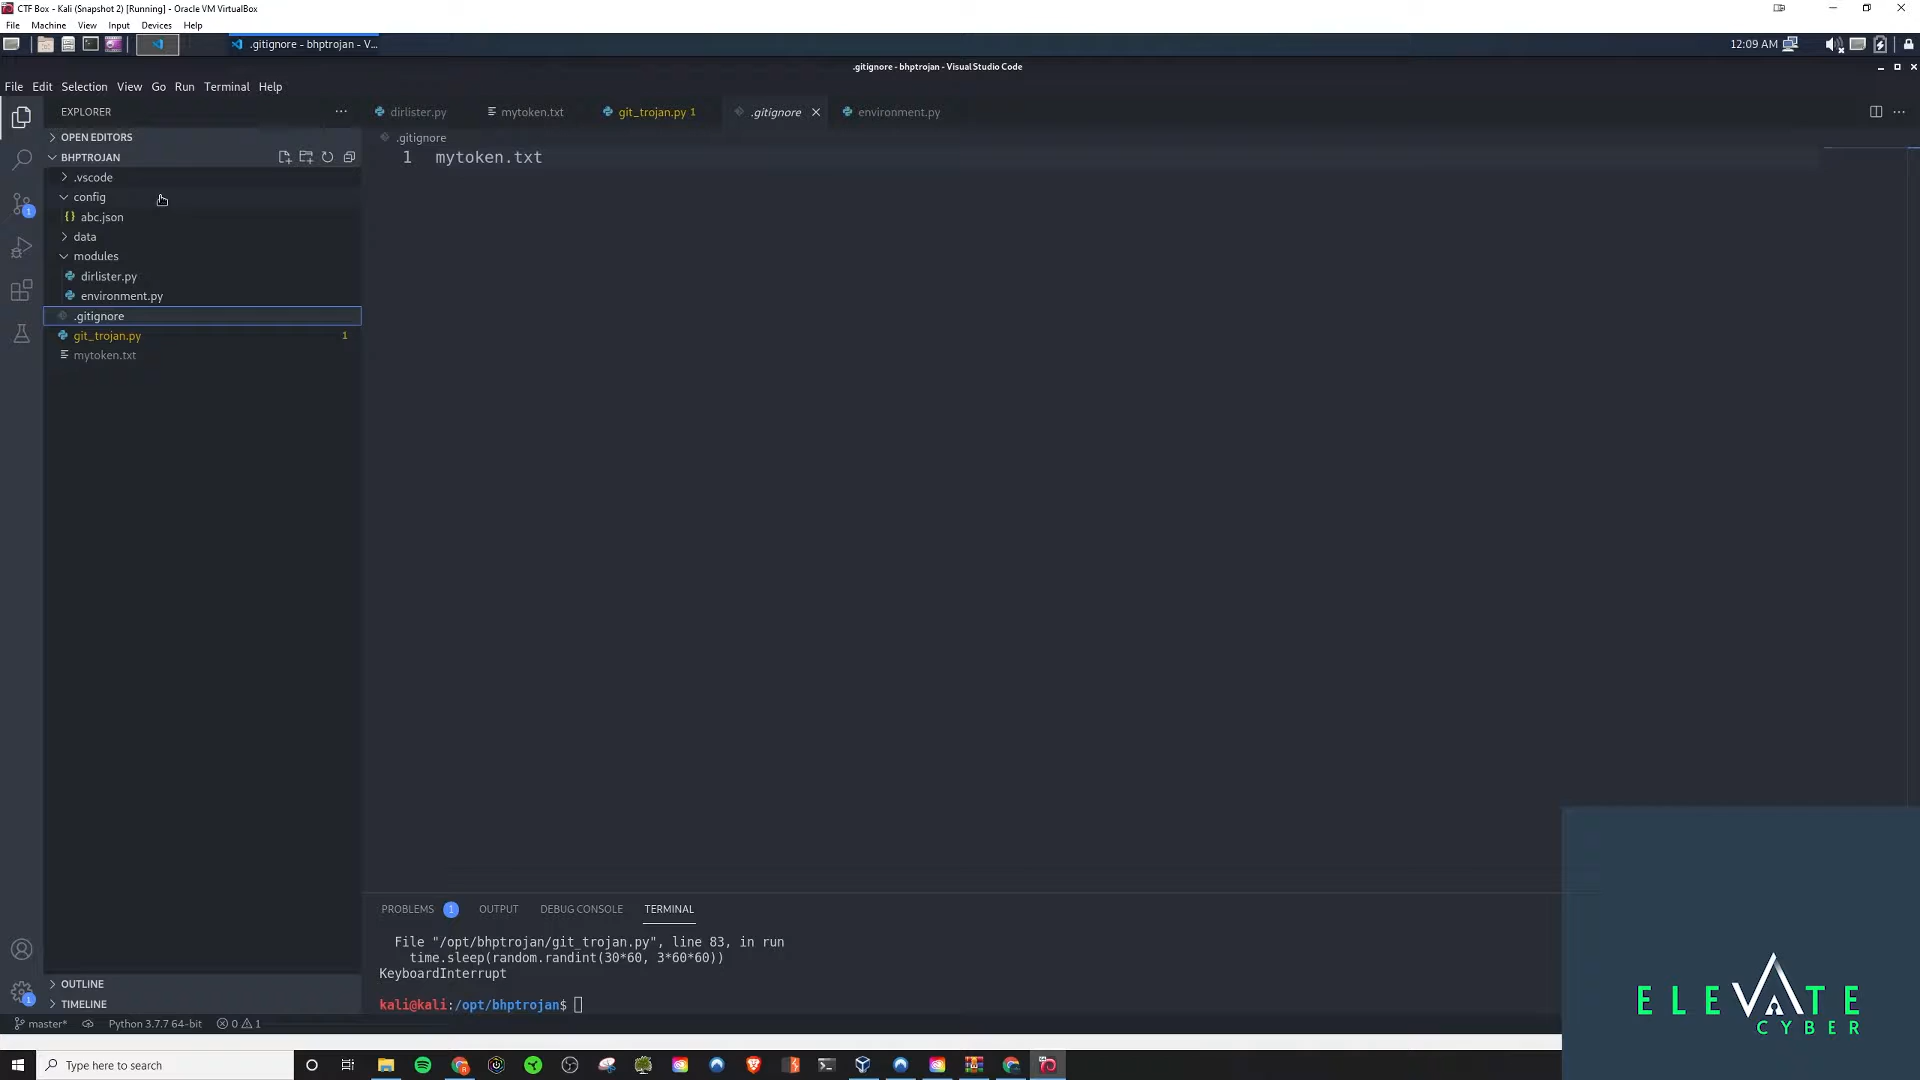 CTF Box - Kali (Snapshot 2) [Running] - Oracle VM VirtualBox
File Machine View Input Devices Help
.gitignore - bhptrojan - V...
12:09 AM
.gitignore - bhptrojan - Visual Studio Code
File Edit Selection View Go Run Terminal Help
EXPLORER
dirlister.py mytoken.txt git_trojan.py 1 .gitignore environment.py
OPEN EDITORS
.gitignore
BHPTROJAN
1 mytoken.txt
.vscode
config
abc.json
data
modules
dirlister.py
environment.py
.gitignore
git_trojan.py 1
mytoken.txt
1
PROBLEMS 1 OUTPUT DEBUG CONSOLE TERMINAL
File "/opt/bhptrojan/git_trojan.py", line 83, in run
time.sleep(random.randint(30*60, 3*60*60))
KeyboardInterrupt
kali@kali:/opt/bhptrojan$
OUTLINE
TIMELINE
1
master* Python 3.7.7 64-bit 0 1
ELEVATE
CYBER
Type here to search